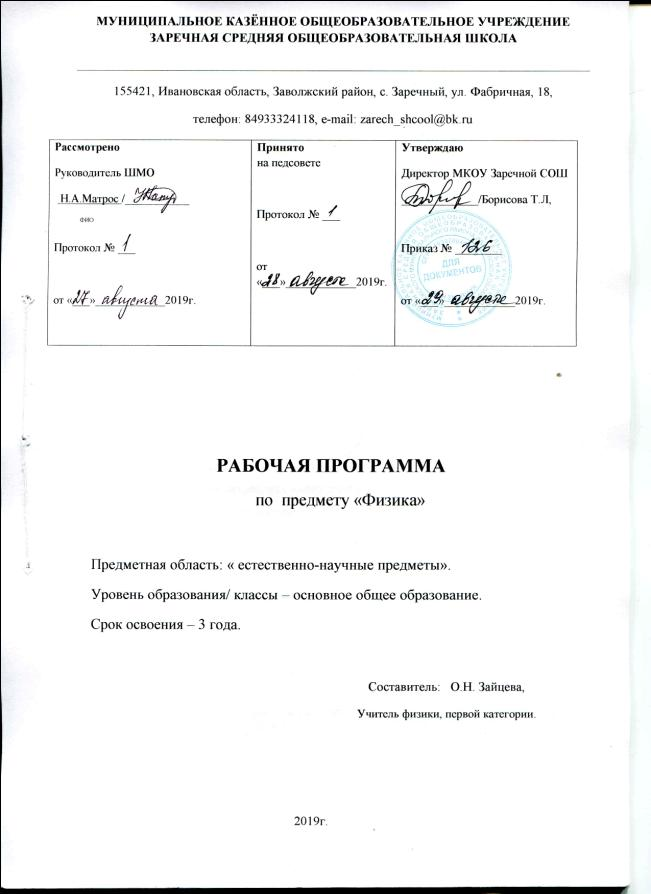 МУНИЦИПАЛЬНОЕ КАЗЁННОЕ ОБЩЕОБРАЗОВАТЕЛЬНОЕ УЧРЕЖДЕНИЕ
ЗАРЕЧНАЯ СРЕДНЯЯ ОБЩЕОБРАЗОВАТЕЛЬНАЯ ШКОЛА
155421, Ивановская область, Заволжский район, с. Заречный, ул. Фабричная, 18,
телефон: 84933324118, e-mail: zarech_shcool@bk.ru
Рассмотрено
Руководитель ШМО
Н.А.Матрос /
ФИО
Протокол № 1
от «27» августа 2019г.
Принято
на педсовете
Протокол № 1
от
«28» августа 2019г.
Утверждаю
Директор МКОУ Заречной СОШ
/Борисова Т.Л,
Приказ № 126
от «29» августа 2019г.
ДЛЯ
ДОКУМЕНТОВ
РАБОЧАЯ ПРОГРАММА
по предмету «Физика»
Предметная область: « естественно-научные предметы».
Уровень образования/ классы – основное общее образование.
Срок освоения – 3 года.
Составитель: О.Н. Зайцева,
Учитель физики, первой категории.
2019г.